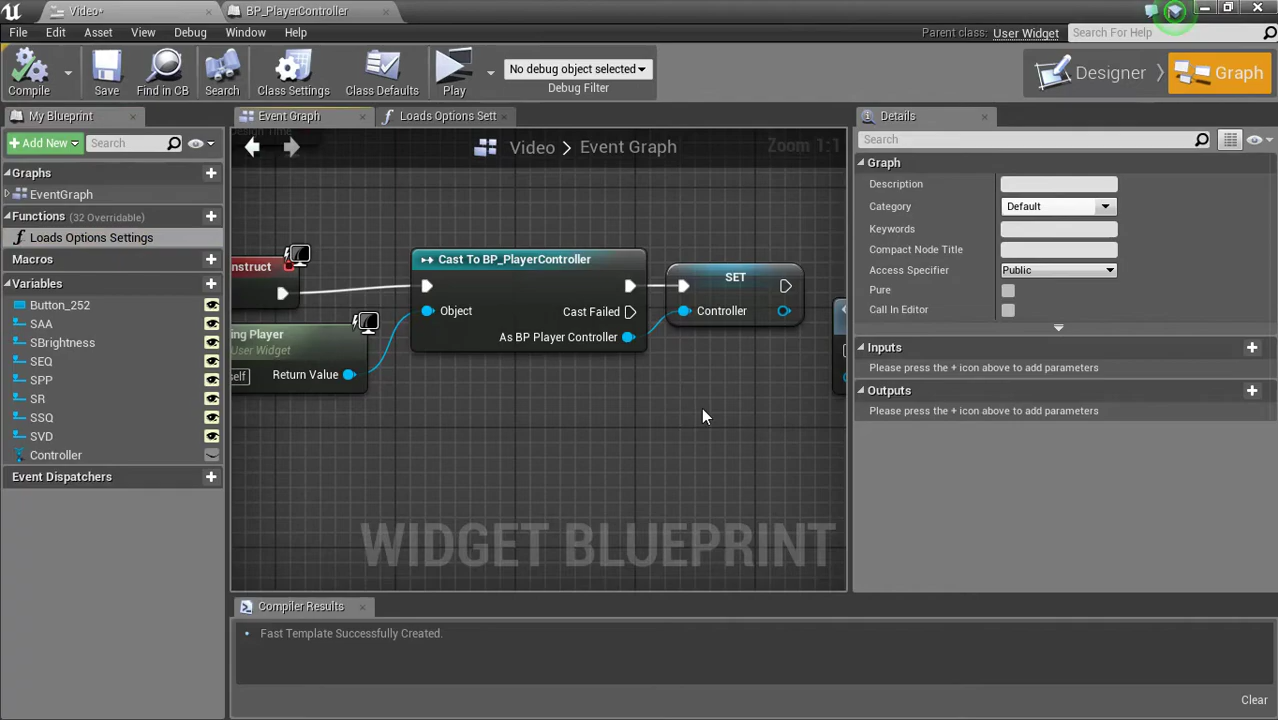 Video*
BP_PlayerController
File Edit Asset View Debug Window Help
Parent class: User Widget
Search For Help
Compile
Save
Find in CB
Search
Class Settings
Class Defaults
Play
No debug object selected
Debug Filter
Designer
Graph
My Blueprint
Add New
Search
Graphs
EventGraph
Functions (32 Overridable)
Loads Options Settings
Macros
Variables
Button_252
SAA
SBrightness
SEQ
SPP
SR
SSQ
SVD
Controller
Event Dispatchers
Event Graph
Loads Options Sett
Design Time
Video > Event Graph
Zoom 1:1
nstruct
ing Player
User Widget
self
Return Value
Cast To BP_PlayerController
Object
Cast Failed
As BP Player Controller
SET
Controller
WIDGET BLUEPRINT
Compiler Results
Fast Template Successfully Created.
Clear
Details
Search
Graph
Description
Category Default
Keywords
Compact Node Title
Access Specifier Public
Pure
Call In Editor
Inputs
Please press the + icon above to add parameters
Outputs
Please press the + icon above to add parameters